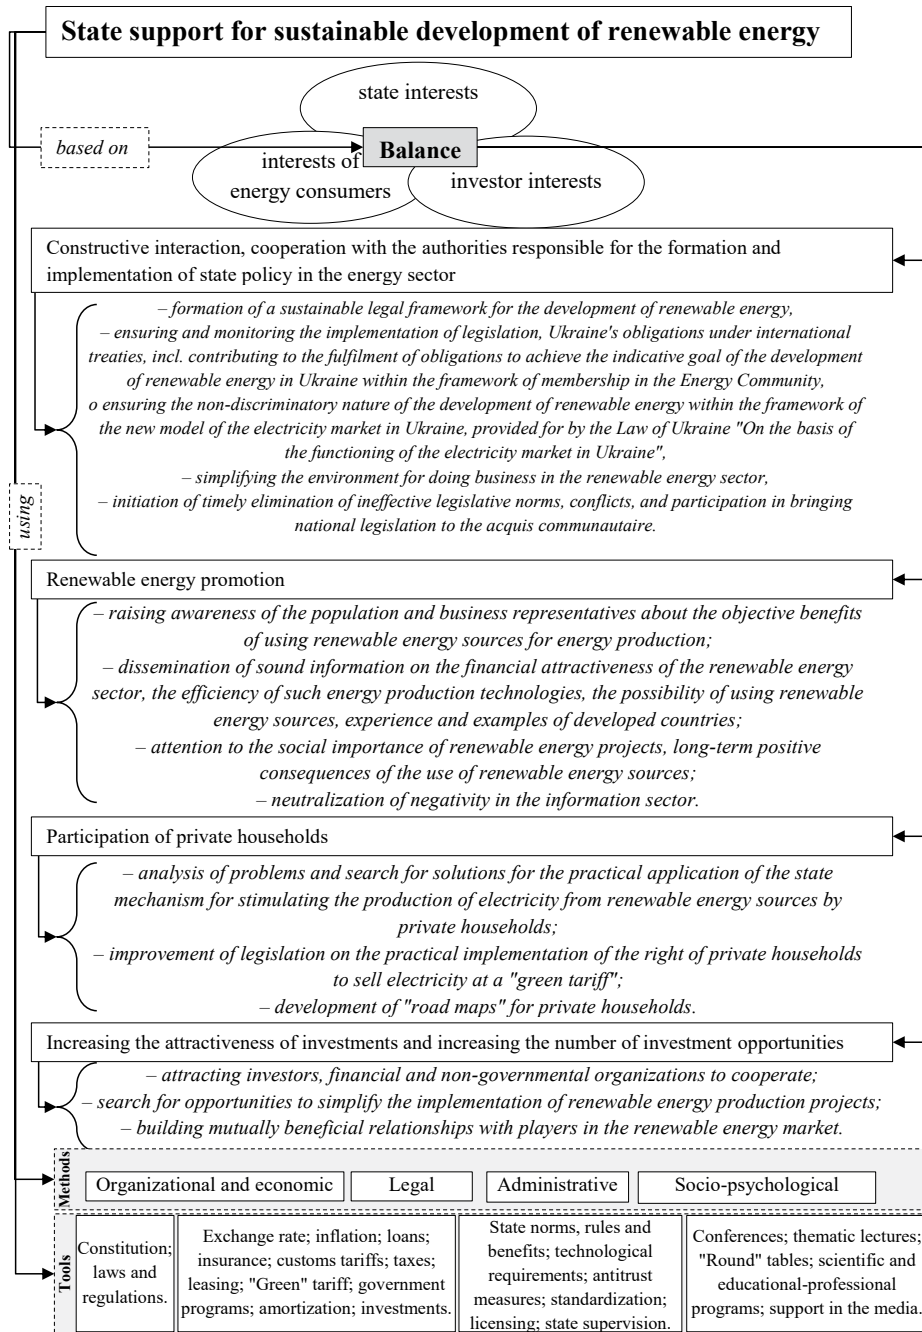 State support for sustainable development of renewable energy
state interests
based on
Balance
interests of
energy consumers
investor interests
Constructive interaction, cooperation with the authorities responsible for the formation and
implementation of state policy in the energy sector
– formation of a sustainable legal framework for the development of renewable energy,
– ensuring and monitoring the implementation of legislation, Ukraine's obligations under international
treaties, incl. contributing to the fulfilment of obligations to achieve the indicative goal of the development
of renewable energy in Ukraine within the framework of membership in the Energy Community,
o ensuring the non-discriminatory nature of the development of renewable energy within the framework of
the new model of the electricity market in Ukraine, provided for by the Law of Ukraine "On the basis of
the functioning of the electricity market in Ukraine",
– simplifying the environment for doing business in the renewable energy sector,
– initiation of timely elimination of ineffective legislative norms, conflicts, and participation in bringing
national legislation to the acquis communautaire.
using
Renewable energy promotion
– raising awareness of the population and business representatives about the objective benefits
of using renewable energy sources for energy production;
– dissemination of sound information on the financial attractiveness of the renewable energy
sector, the efficiency of such energy production technologies, the possibility of using renewable
energy sources, experience and examples of developed countries;
– attention to the social importance of renewable energy projects, long-term positive
consequences of the use of renewable energy sources;
– neutralization of negativity in the information sector.
Participation of private households
– analysis of problems and search for solutions for the practical application of the state
mechanism for stimulating the production of electricity from renewable energy sources by
private households;
– improvement of legislation on the practical implementation of the right of private households
to sell electricity at a "green tariff";
– development of "road maps" for private households.
Increasing the attractiveness of investments and increasing the number of investment opportunities
– attracting investors, financial and non-governmental organizations to cooperate;
– search for opportunities to simplify the implementation of renewable energy production projects;
– building mutually beneficial relationships with players in the renewable energy market.
Methods
Organizational and economic
Legal
Administrative
Socio-psychological
Tools
Constitution;
laws and
regulations.
Exchange rate; inflation; loans;
insurance; customs tariffs; taxes;
leasing; "Green" tariff; government
programs; amortization; investments.
State norms, rules and
benefits; technological
requirements; antitrust
measures; standardization;
licensing; state supervision.
Conferences; thematic lectures;
"Round" tables; scientific and
educational-professional
programs; support in the media.